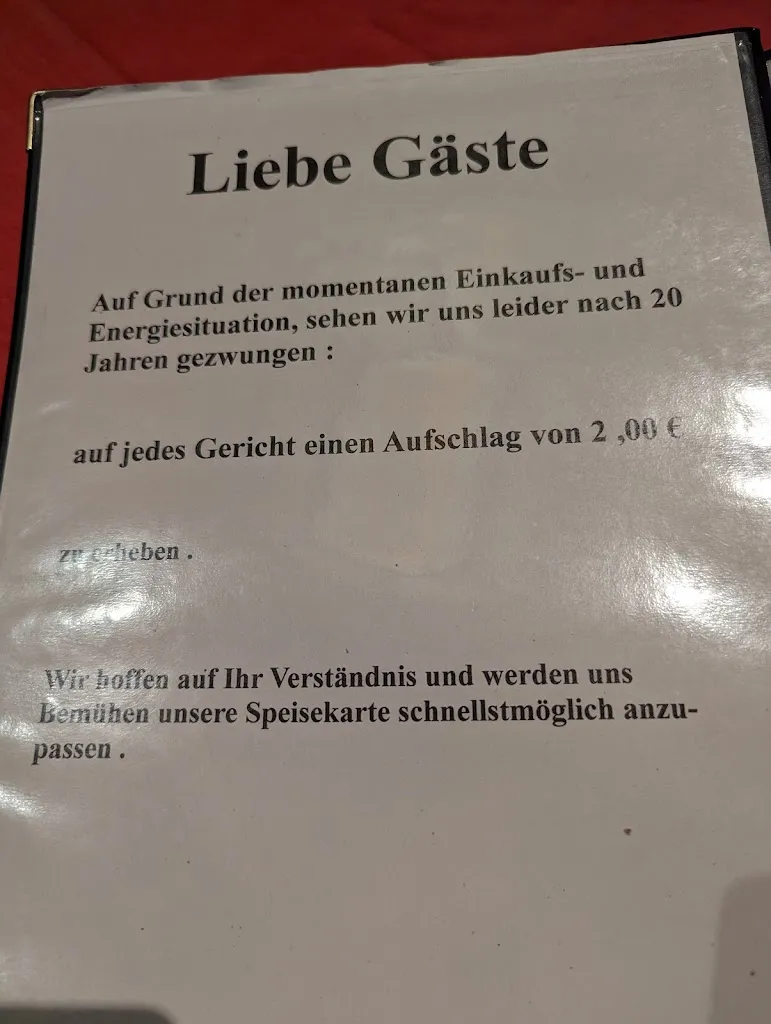 Liebe Gäste
Auf Grund der momentanen Einkaufs- und
Energiesituation, sehen wir uns leider nach 20
Jahren gezwungen :
auf jedes Gericht einen Aufschlag von 2 ,00 €
zu erheben .
Wir hoffen auf Ihr Verständnis und werden uns
Bemühen unsere Speisekarte schnellstmöglich anzu-
passen .